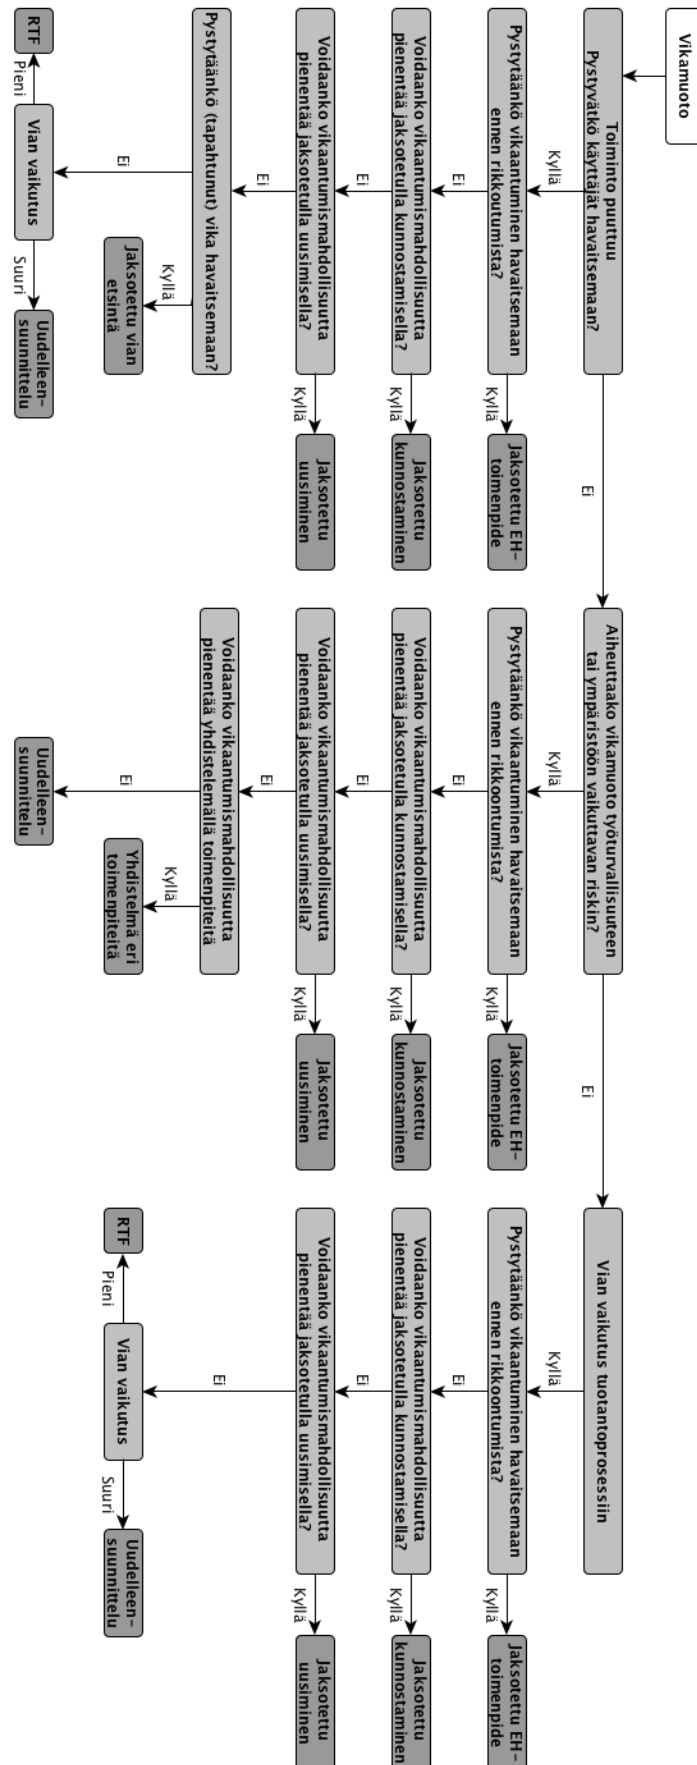 Vikamuoto
Toiminto puuttuu
Pystyvätkö käyttäjät havaitsemaan?
Ei
Aiheuttaako vikamuoto työturvallisuuteen
tai ympäristöön vaikuttavan riskin?
Ei
Vian vaikutus tuotantoprosessiin
Kyllä
Kyllä
Kyllä
Pystytäänkö vikaantuminen havaitsemaan
ennen rikkoutumista?
Kyllä
Jaksotettu EH-
toimenpide
Pystytäänkö vikaantuminen havaitsemaan
ennen rikkoontumista?
Kyllä
Jaksotettu EH-
toimenpide
Pystytäänkö vikaantuminen havaitsemaan
ennen rikkoontumista?
Kyllä
Jaksotettu EH-
toimenpide
Ei
Ei
Ei
Voidaanko vikaantumismahdollisuutta
pienentää jaksotetulla kunnostamisella?
Kyllä
Jaksotettu
kunnostaminen
Voidaanko vikaantumismahdollisuutta
pienentää jaksotetulla kunnostamisella?
Kyllä
Jaksotettu
kunnostaminen
Voidaanko vikaantumismahdollisuutta
pienentää jaksotetulla kunnostamisella?
Kyllä
Jaksotettu
kunnostaminen
Ei
Ei
Ei
Voidaanko vikaantumismahdollisuutta
pienentää jaksotetulla uusimisella?
Kyllä
Jaksotettu
uusiminen
Voidaanko vikaantumismahdollisuutta
pienentää jaksotetulla uusimisella?
Kyllä
Jaksotettu
uusiminen
Voidaanko vikaantumismahdollisuutta
pienentää jaksotetulla uusimisella?
Kyllä
Jaksotettu
uusiminen
Ei
Ei
Ei
Pystytäänkö (tapahtunut) vika havaitsemaan?
Voidaanko vikaantumismahdollisuutta
pienentää yhdistelemällä toimenpiteitä
Kyllä
Kyllä
Ei
Ei
Jaksotettu vian
etsintä
Yhdistelmä eri
toimenpiteitä
RTF
Pieni
Vian vaikutus
Suuri
Uudelleen-
suunnittelu
RTF
Pieni
Vian vaikutus
Suuri
Uudelleen-
suunnittelu
Uudelleen-
suunnittelu